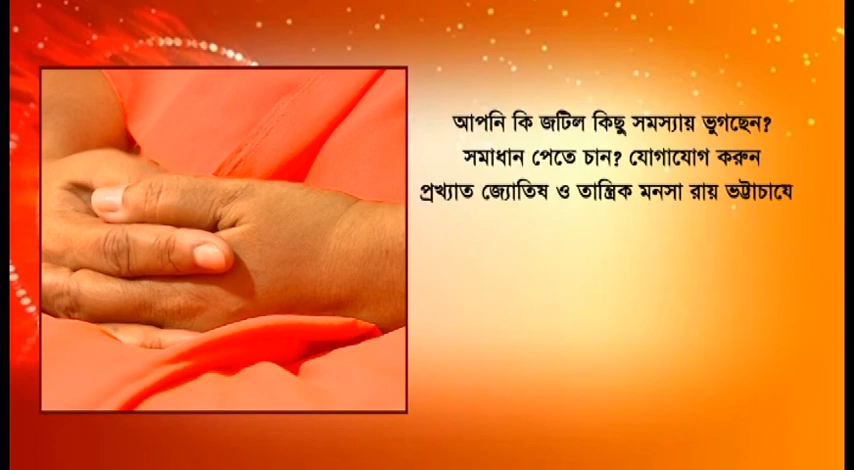 আপনি কি জটিল কিছু সমস্যায় ভুগছেন?
সমাধান পেতে চান? যোগাযোগ করুন
প্রখ্যাত জ্যোতিষ ও তান্ত্রিক মনসা রায় ভট্টাচাযে